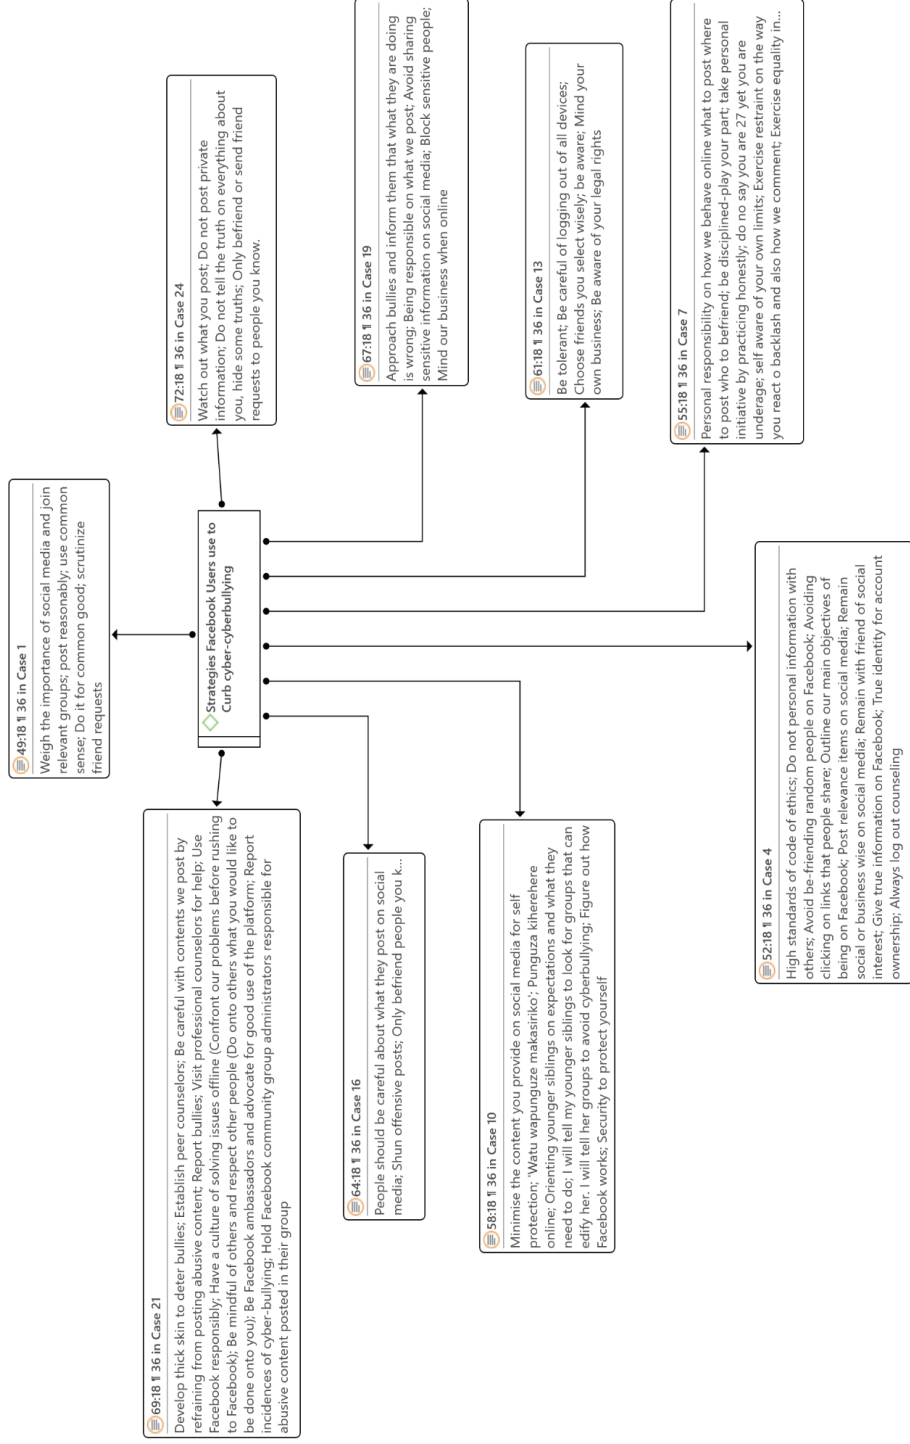 49:18 ¶ 36 in Case 1
Weigh the importance of social media and join
relevant groups; post reasonably; use common
sense; Do it for common good; scrutinize
friend requests
72:18 ¶ 36 in Case 24
Watch out what you post; Do not post private
information; Do not tell the truth on everything about
you, hide some truths; Only befriend or send friend
requests to people you know.
Strategies Facebook Users use to
Curb cyber-cyberbullying
69:18 ¶ 36 in Case 21
Develop thick skin to deter bullies; Establish peer counselors; Be careful with contents we post by
refraining from posting abusive content; Report bullies; Visit professional counselors for help; Use
Facebook responsibly; Have a culture of solving issues offline (Confront our problems before rushing
to Facebook); Be mindful of others and respect other people (Do onto others what you would like to
be done onto you); Be Facebook ambassadors and advocate for good use of the platform; Report
incidences of cyber-bullying; Hold Facebook community group administrators responsible for
abusive content posted in their group
64:18 ¶ 36 in Case 16
People should be careful about what they post on social
media; Shun offensive posts; Only befriend people you k...
67:18 ¶ 36 in Case 19
Approach bullies and inform them that what they are doing
is wrong; Being responsible on what we post; Avoid sharing
sensitive information on social media; Block sensitive people;
Mind our business when online
58:18 ¶ 36 in Case 10
Minimise the content you provide on social media for self
protection; 'Watu wapunguze makasiriko'; Punguza kiherehere
online; Orienting younger siblings on expectations and what they
need to do; I will tell my younger siblings to look for groups that can
edify her. I will tell her groups to avoid cyberbullying; Figure out how
Facebook works; Security to protect yourself
61:18 ¶ 36 in Case 13
Be tolerant; Be careful of logging out of all devices;
Choose friends you select wisely; be aware; Mind your
own business; Be aware of your legal rights
55:18 ¶ 36 in Case 7
Personal responsibility on how we behave online what to post where
to post who to befriend; be disciplined-play your part; take personal
initiative by practicing honestly; do no say you are 27 yet you are
underage; self aware of your own limits; Exercise restraint on the way
you react o backlash and also how we comment; Exercise equality in...
52:18 ¶ 36 in Case 4
High standards of code of ethics; Do not personal information with
others; Avoid be-friending random people on Facebook; Avoiding
clicking on links that people share; Outline our main objectives of
being on Facebook; Post relevance items on social media; Remain
social or business wise on social media; Remain with friend of social
interest; Give true information on Facebook; True identity for account
ownership; Always log out counseling